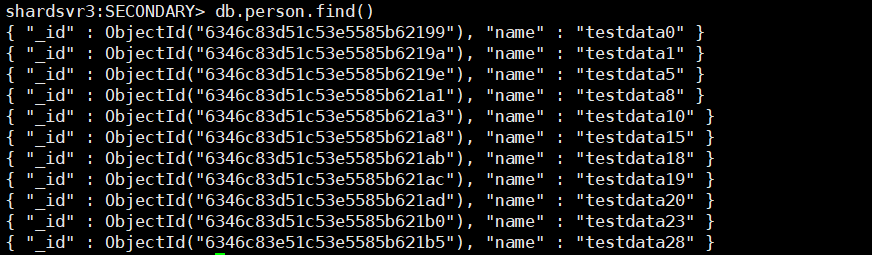 shardsvr3:SECONDARY> db.person.find()
{ "_id" : ObjectId("6346c83d51c53e5585b62199"), "name" : "testdata0" }
{ "_id" : ObjectId("6346c83d51c53e5585b6219a"), "name" : "testdata1" }
{ "_id" : ObjectId("6346c83d51c53e5585b6219e"), "name" : "testdata5" }
{ "_id" : ObjectId("6346c83d51c53e5585b621a1"), "name" : "testdata8" }
{ "_id" : ObjectId("6346c83d51c53e5585b621a3"), "name" : "testdata10" }
{ "_id" : ObjectId("6346c83d51c53e5585b621a8"), "name" : "testdata15" }
{ "_id" : ObjectId("6346c83d51c53e5585b621ab"), "name" : "testdata18" }
{ "_id" : ObjectId("6346c83d51c53e5585b621ac"), "name" : "testdata19" }
{ "_id" : ObjectId("6346c83d51c53e5585b621ad"), "name" : "testdata20" }
{ "_id" : ObjectId("6346c83d51c53e5585b621b0"), "name" : "testdata23" }
{ "_id" : ObjectId("6346c83e51c53e5585b621b5"), "name" : "testdata28" }